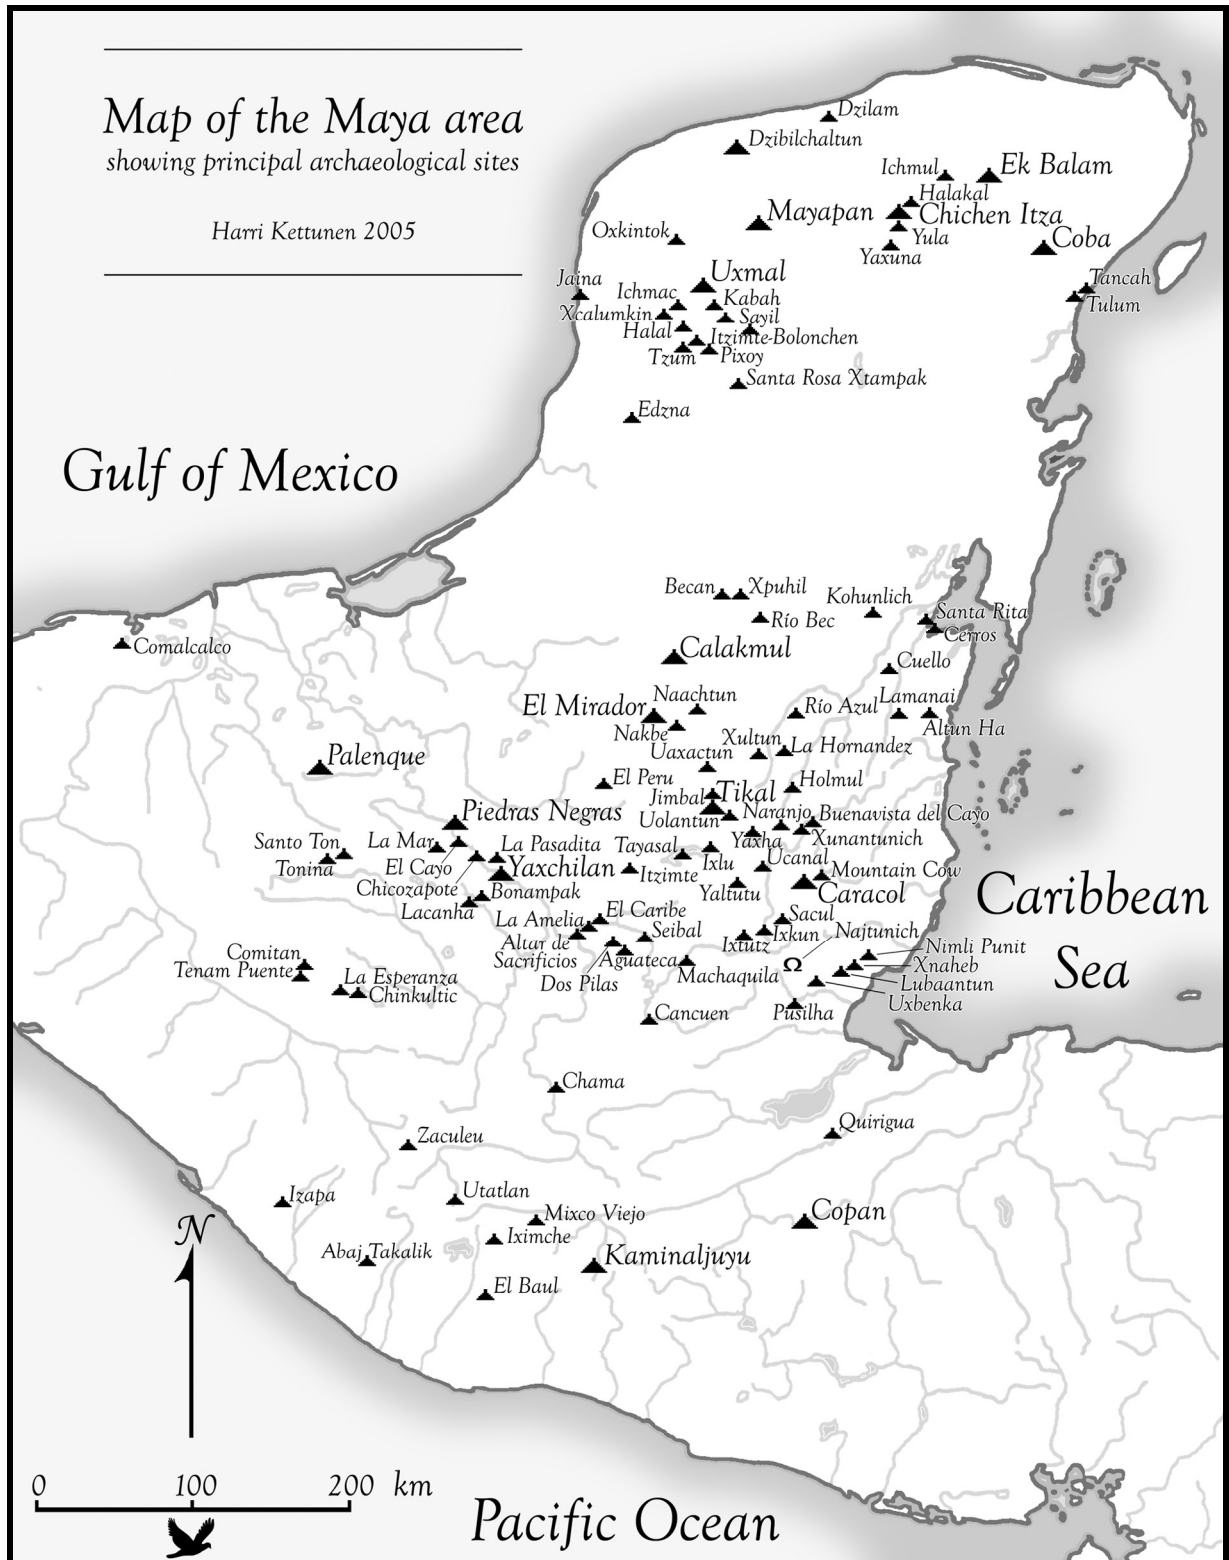 Map of the Maya area
showing principal archaeological sites
Harri Kettunen 2005
Dzilam
Dzibilchaltun
Ichmul
Ek Balam
Halakal
Mayapan
Chichen Itza
Oxkintok
Yula
Coba
Yaxuna
Uxmal
Jaina
Tancah
Ichmac
Kabah
Tulum
Xcalumkin
Sayil
Halal
Itzimte-Bolonchen
Tzum
Pixoy
Santa Rosa Xtampak
Edzna
Gulf of Mexico
Becan
Xpuhil
Kohunlich
Río Bec
Santa Rita
Cerros
Comalcalco
Calakmul
Cuello
Naachtun
El Mirador
Río Azul
Lamanai
Nakbe
Altun Ha
Xultun
La Hornandez
Uaxactun
Palenque
El Peru
Holmul
Jimbal
Tikal
Piedras Negras
Uolantun
Naranjo
Buenavista del Cayo
Santo Ton
La Mar
La Pasadita
Tayasal
Yaxha
Xunantunich
Tonina
El Cayo
Yaxchilan
Ixlu
Ucanal
Chicozapote
Itzimte
Mountain Cow
Bonampak
Yaltutu
Caracol
Lacanha
El Caribe
La Amelia
Sacul
Caribbean
Sea
Altar de
Sacrificios
Seibal
Ixtutz
Ixkun
Najtunich
Comitan
Aguateca
Nimli Punit
Tenam Puente
La Esperanza
Machaquila
Ω
Xnaheb
Chinkultic
Dos Pilas
Lubaantun
Uxbenka
Cancuen
Pusilha
Chama
Quirigua
Zaculeu
Izapa
Utatlan
Mixco Viejo
Copan
N
Iximche
Abaj Takalik
Kaminaljuyu
El Baul
0 100 200 km
Pacific Ocean